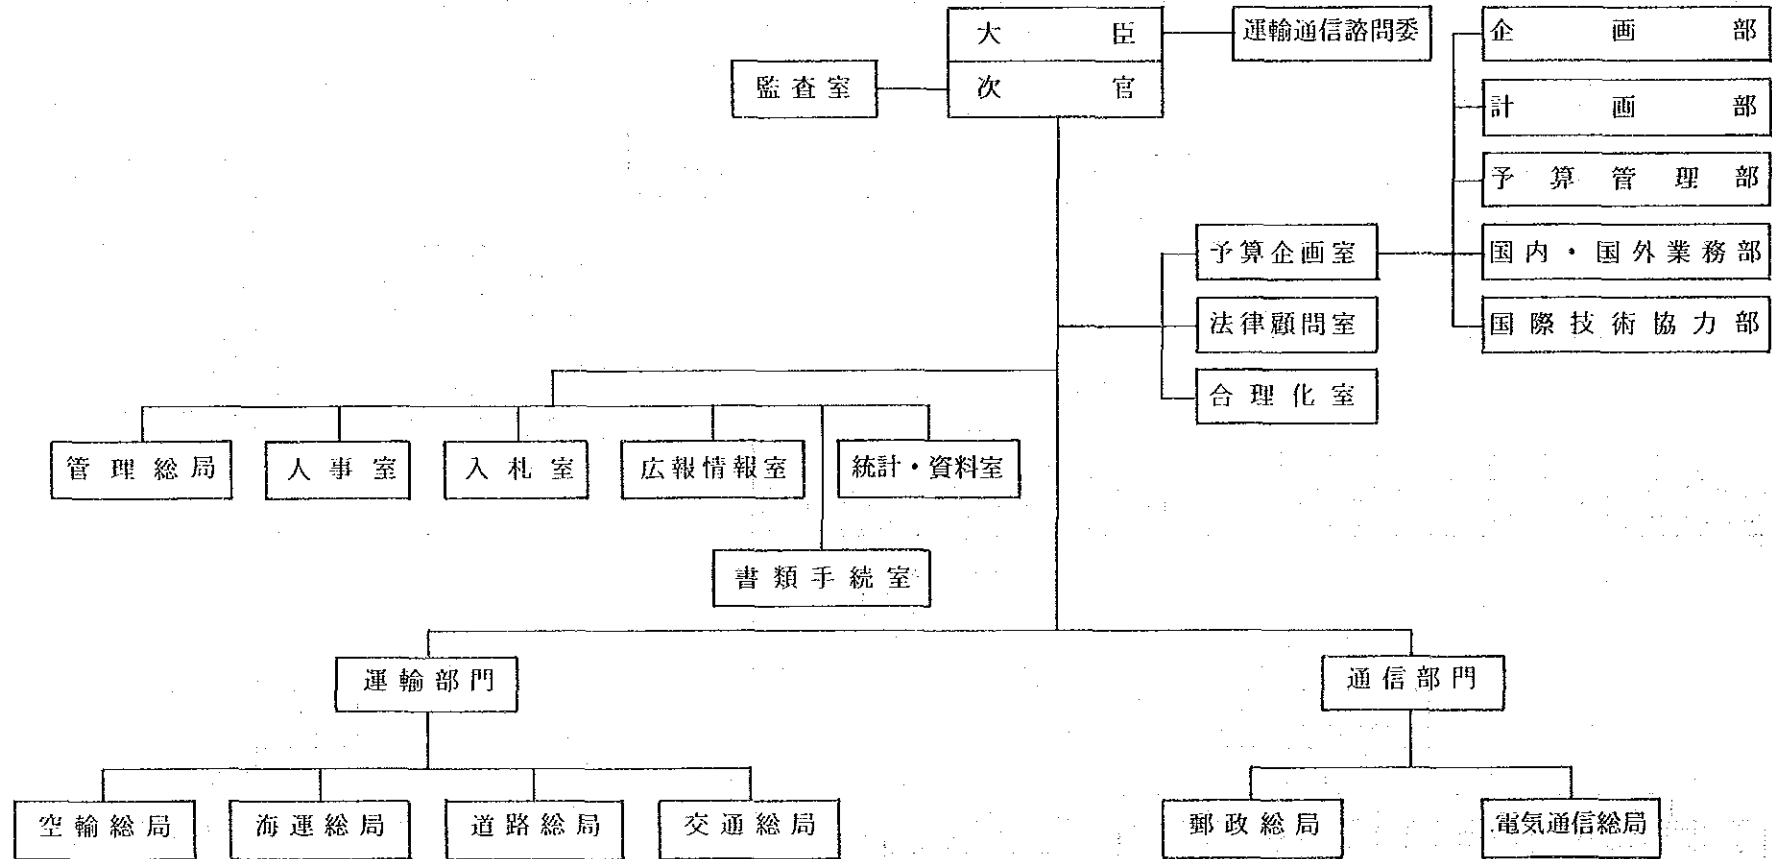 大臣
運輸通信諮問委
企画部
監査室
次官
計画部
予算管理部
予算企画室
国内・国外業務部
法律顧問室
国際技術協力部
合理化室
管理総局
人事室
入札室
広報情報室
統計・資料室
書類手続室
運輸部門
通信部門
空輸総局
海運総局
道路総局
交通総局
郵政総局
電気通信総局